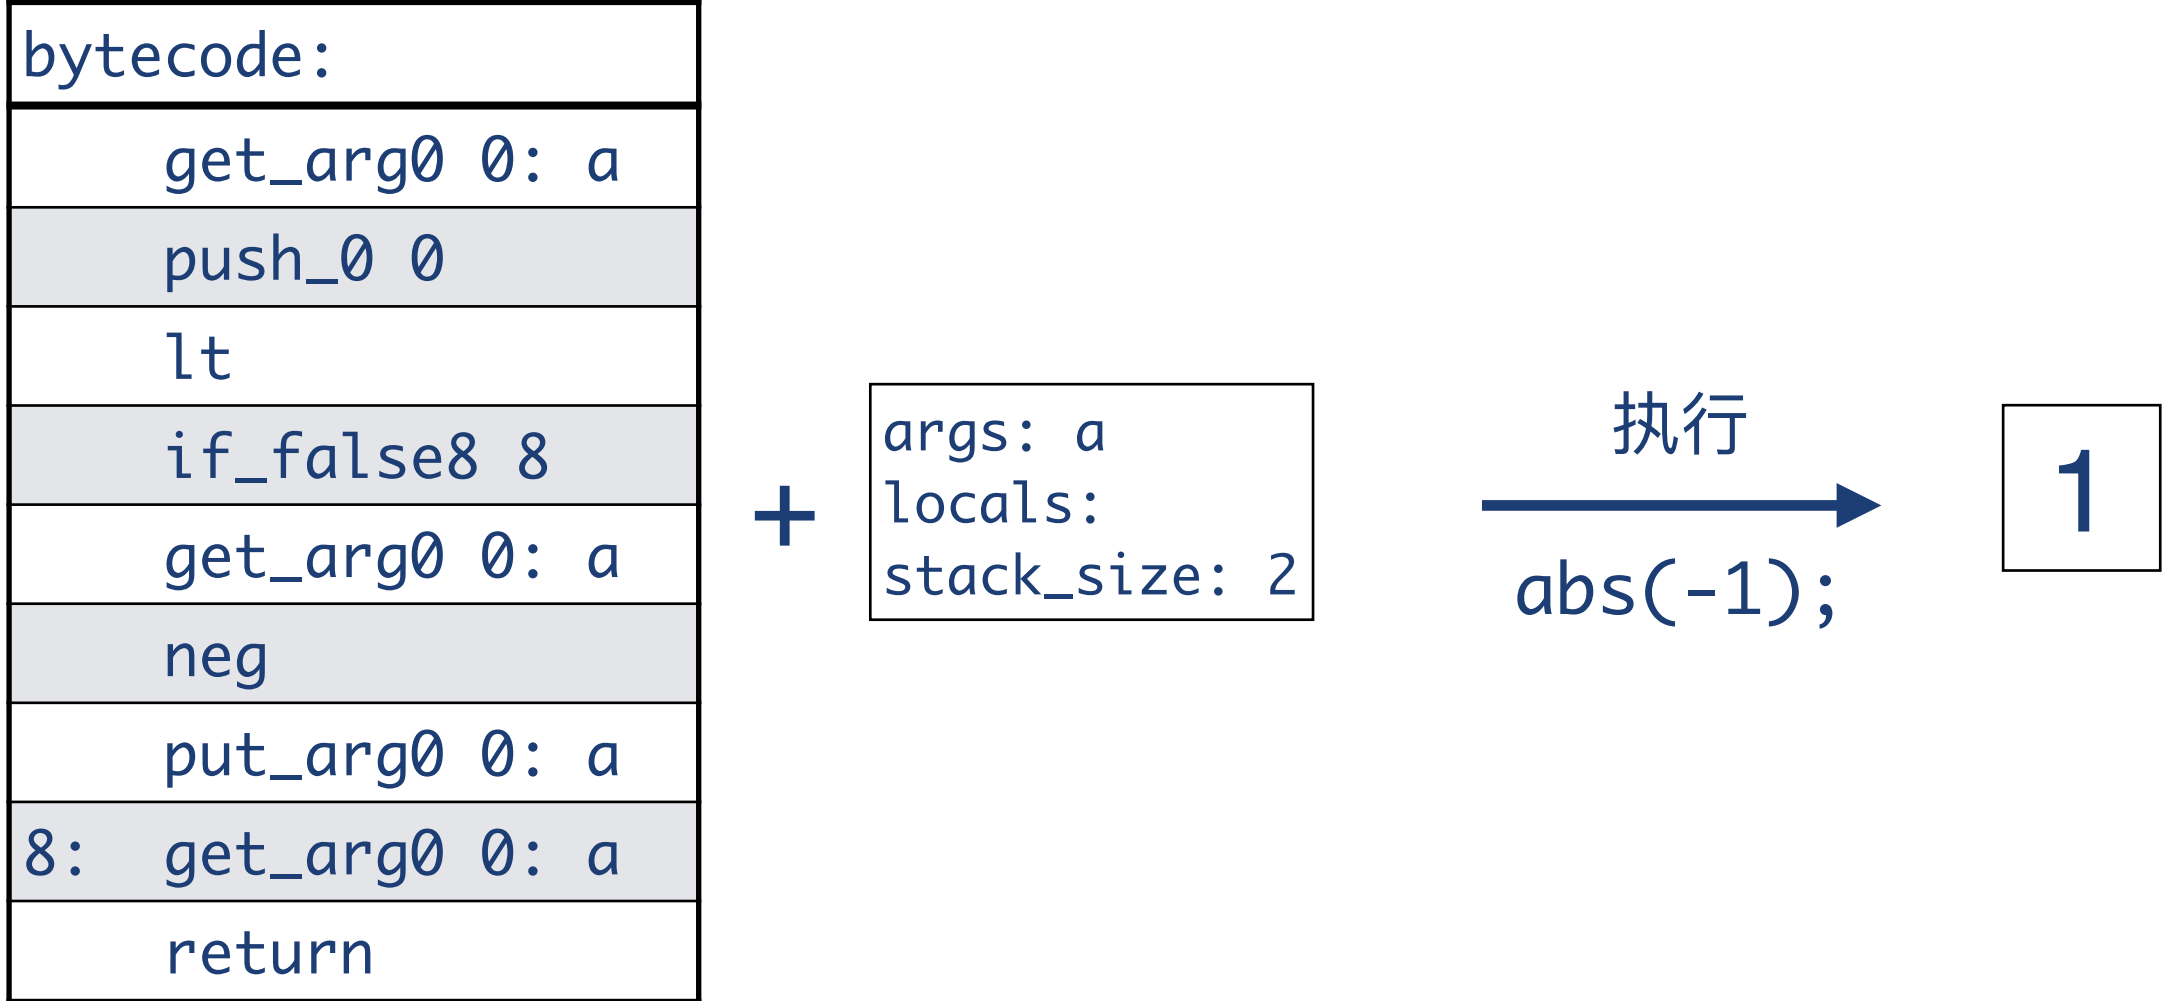 bytecode:
get_arg0 0: a
push_0 0
lt
if_false8 8
get_arg0 0: a
neg
put_arg0 0: a
8: get_arg0 0: a
return
+
args: a
locals:
stack_size: 2
执行
abs(-1);
1